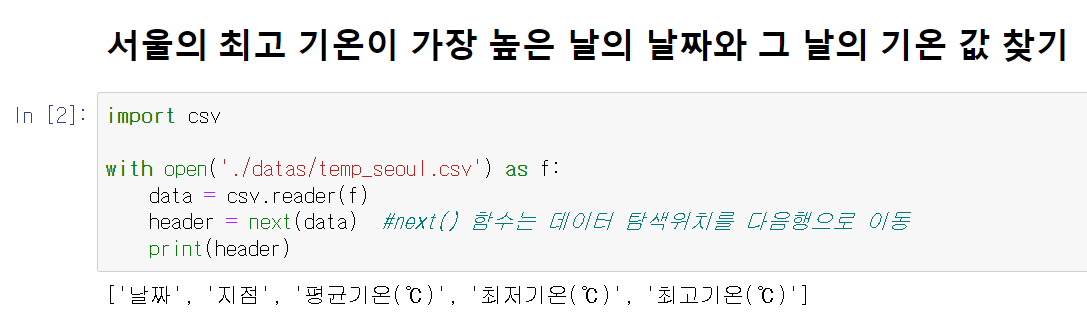 서울의 최고 기온이 가장 높은 날의 날짜와 그 날의 기온 값 찾기
In [2]: import csv
with open('./datas/temp_seoul.csv') as f:
    data = csv.reader(f)
    header = next(data)  #next() 함수는 데이터 탐색위치를 다음행으로 이동
    print(header)
['날짜', '지점', '평균기온(℃)', '최저기온(℃)', '최고기온(℃)']